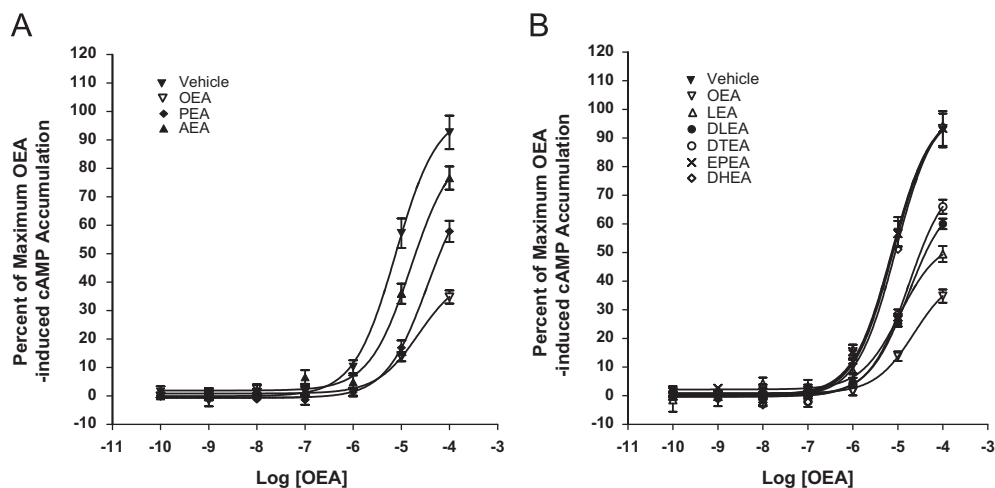 A
Percent of Maximum OEA
-induced cAMP Accumulation
120
110
100
90
80
70
60
50
40
30
20
10
0
-10
Vehicle
OEA
PEA
AEA
-11
-10
-9
-8
-7
-6
-5
-4
-3
Log [OEA]
B
Percent of Maximum OEA
-induced cAMP Accumulation
120
110
100
90
80
70
60
50
40
30
20
10
0
-10
Vehicle
OEA
LEA
DLEA
DTEA
EPEA
DHEA
-11
-10
-9
-8
-7
-6
-5
-4
-3
Log [OEA]